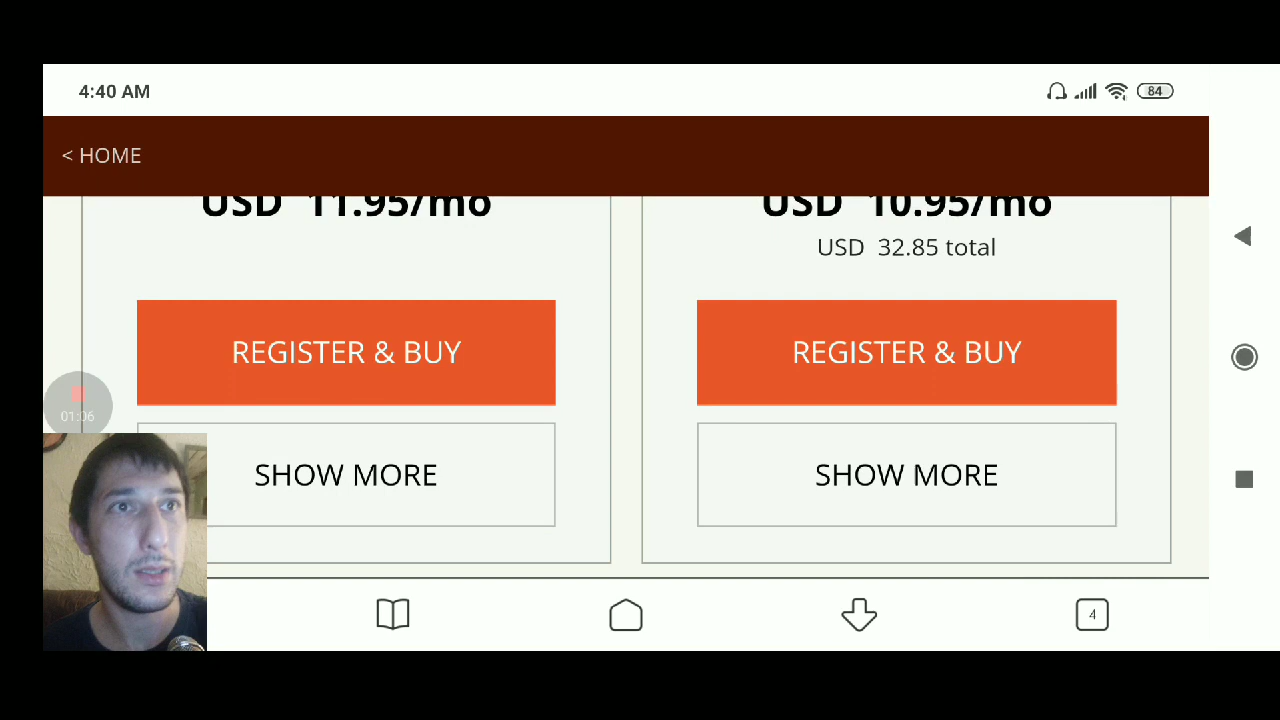 4:40 AM
84
< HOME
USD 11.95/mo
USD 10.95/mo
USD 32.85 total
REGISTER & BUY
REGISTER & BUY
01:06
SHOW MORE
SHOW MORE
4